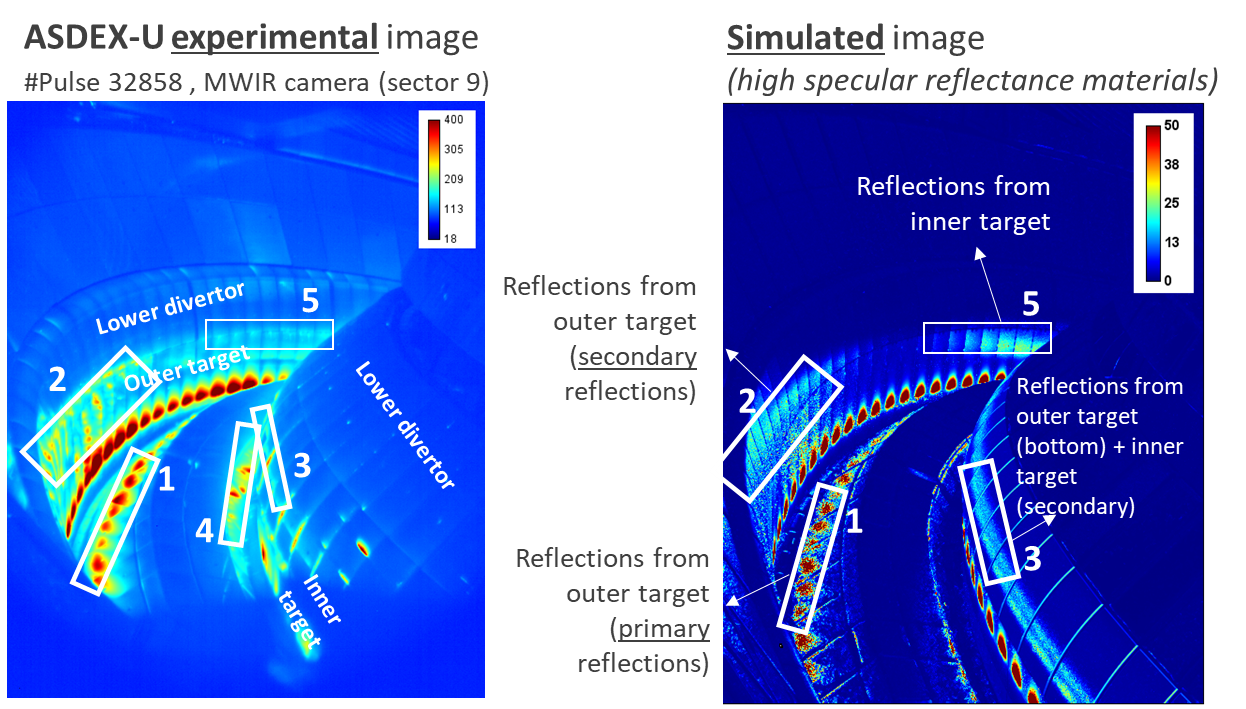 ASDEX-U experimental image
#Pulse 32858 , MWIR camera (sector 9)
400
305
209
113
18
Lower divertor
5
Outer target
2
Lower divertor
1
3
4
Inner
target
Simulated image
(high specular reflectance materials)
50
38
25
13
0
Reflections from
inner target
5
Reflections from
outer target
(secondary
reflections)
2
Reflections from
outer target
(bottom) + inner
target
(secondary)
1
3
Reflections from
outer target
(primary
reflections)